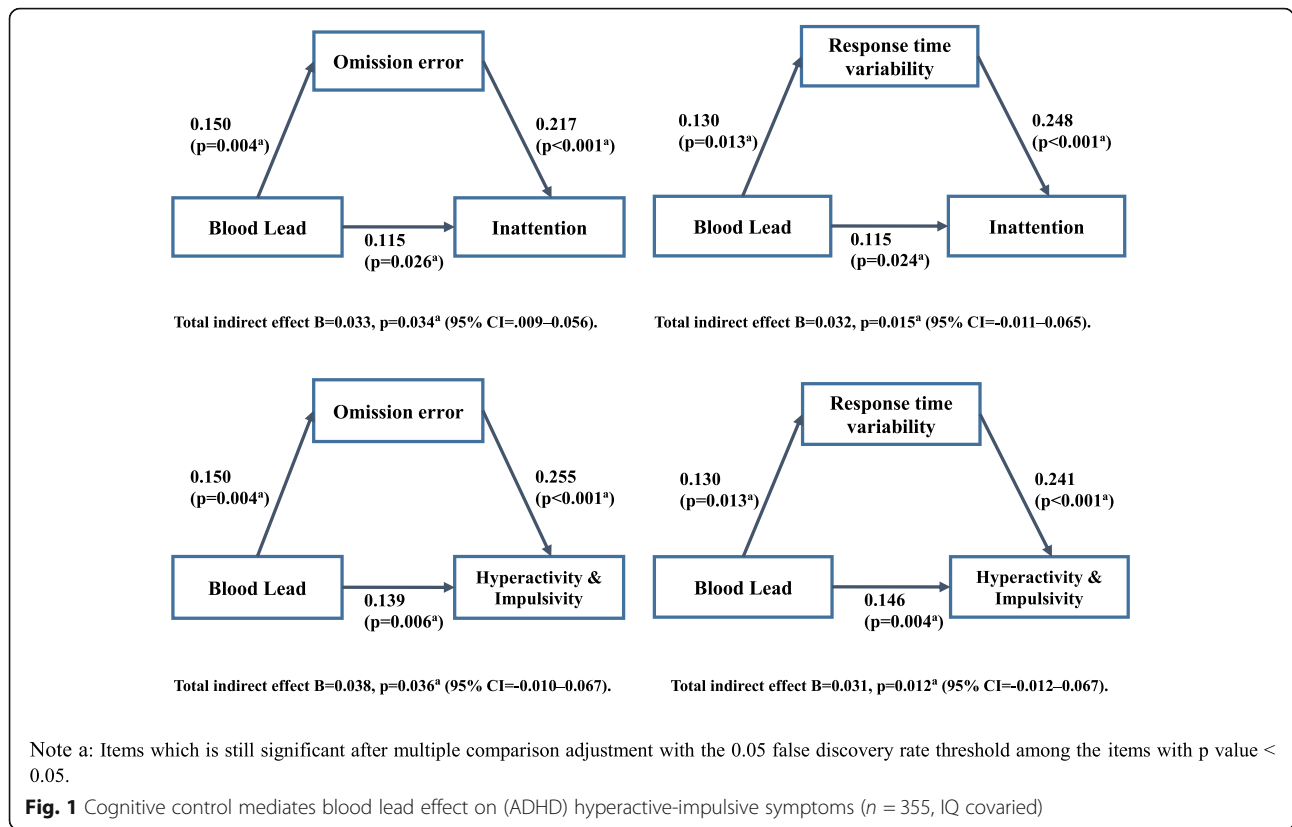 Omission error
0.150
(p=0.004ᵃ)
0.217
(p<0.001ᵃ)
Blood Lead
Inattention
0.115
(p=0.026ᵃ)
Total indirect effect B=0.033, p=0.034ᵃ (95% CI=.009–0.056).
Response time
variability
0.130
(p=0.013ᵃ)
0.248
(p<0.001ᵃ)
Blood Lead
Inattention
0.115
(p=0.024ᵃ)
Total indirect effect B=0.032, p=0.015ᵃ (95% CI=-0.011–0.065).
Omission error
0.150
(p=0.004ᵃ)
0.255
(p<0.001ᵃ)
Blood Lead
Hyperactivity &
Impulsivity
0.139
(p=0.006ᵃ)
Total indirect effect B=0.038, p=0.036ᵃ (95% CI=-0.010–0.067).
Response time
variability
0.130
(p=0.013ᵃ)
0.241
(p<0.001ᵃ)
Blood Lead
Hyperactivity &
Impulsivity
0.146
(p=0.004ᵃ)
Total indirect effect B=0.031, p=0.012ᵃ (95% CI=-0.012–0.067).
Note a: Items which is still significant after multiple comparison adjustment with the 0.05 false discovery rate threshold among the items with p value <
0.05.
Fig. 1 Cognitive control mediates blood lead effect on (ADHD) hyperactive-impulsive symptoms (n = 355, IQ covaried)